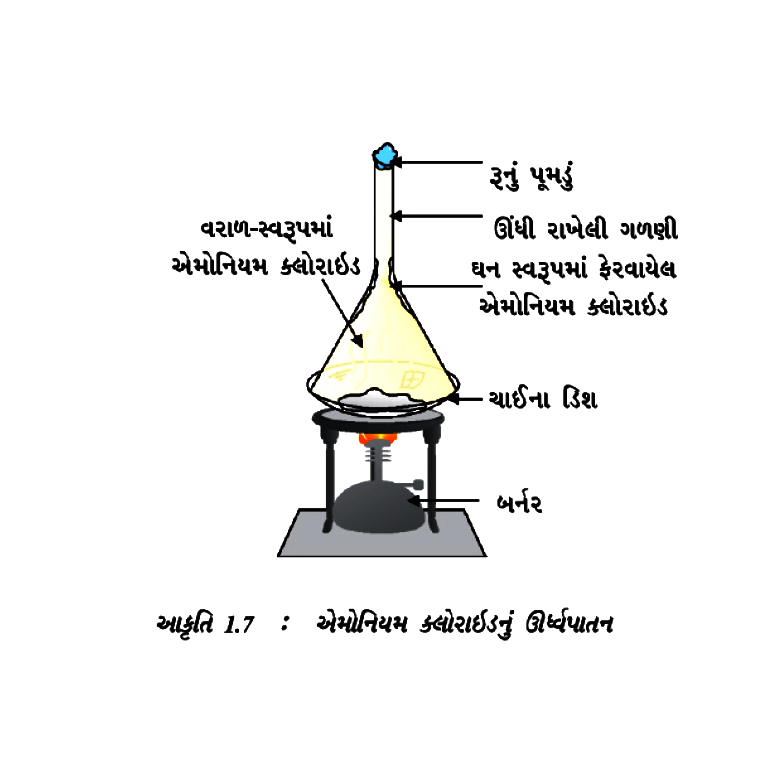 રૂનું પૂમડું
વરાળ-સ્વરૂપમાં
એમોનિયમ ક્લોરાઇડ
ઊંધી રાખેલી ગળણી
ઘન સ્વરૂપમાં ફેરવાયેલ
એમોનિયમ ક્લોરાઇડ
ચાઈના ડિશ
બર્નર
આકૃતિ 1.7 : એમોનિયમ ક્લોરાઇડનું ઊર્ધ્વપાતન